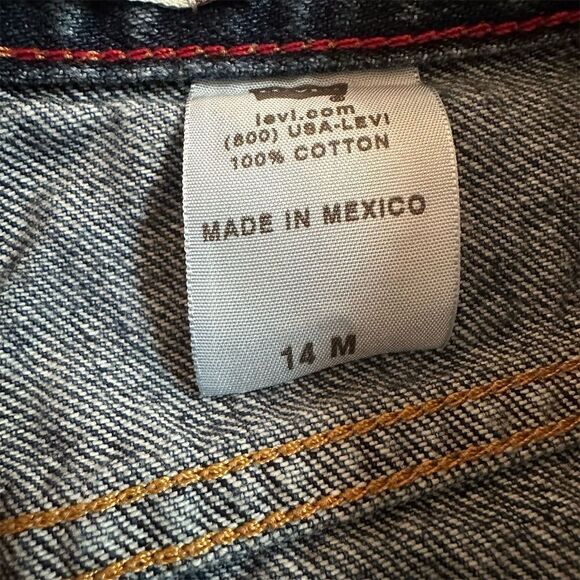 levi.com
(800) USA-LEVI
100% COTTON
MADE IN MEXICO
14 M